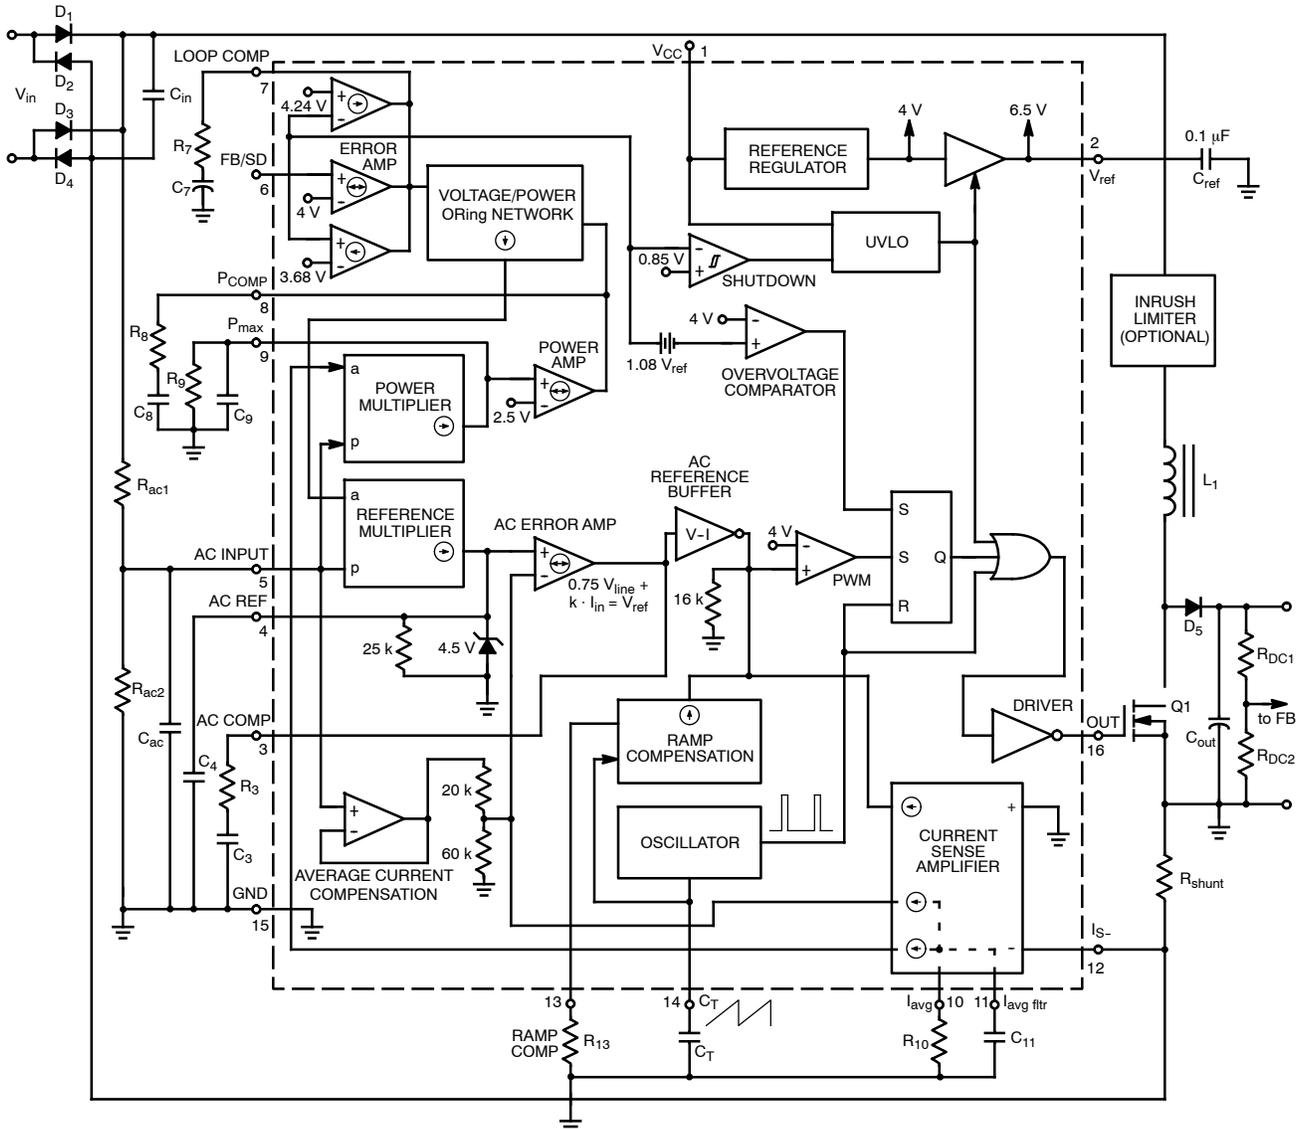 D1
D2
Vin
D3
D4
Cin
LOOP COMP
7
4.24 V
+
-
R7
C7
FB/SD
6
ERROR
AMP
+
-
4 V
+
-
3.68 V
VOLTAGE/POWER
ORing NETWORK
VCC
1
REFERENCE
REGULATOR
4 V
6.5 V
2
Vref
0.1 μF
Cref
UVLO
0.85 V
-
+
SHUTDOWN
PCOMP
8
R8
C8
Pmax
9
R9
C9
a
POWER
MULTIPLIER
p
POWER
AMP
+
-
2.5 V
4 V
-
+
1.08 Vref
OVERVOLTAGE
COMPARATOR
INRUSH
LIMITER
(OPTIONAL)
L1
Rac1
a
REFERENCE
MULTIPLIER
p
AC ERROR AMP
+
-
0.75 Vline +
k · Iin = Vref
AC
REFERENCE
BUFFER
V-I
16 k
4 V
-
+
PWM
S
S
Q
R
AC INPUT
5
AC REF
4
25 k
4.5 V
Rac2
Cac
C4
AC COMP
3
R3
C3
GND
15
+
-
AVERAGE CURRENT
COMPENSATION
20 k
60 k
RAMP
COMPENSATION
OSCILLATOR
DRIVER
OUT
16
Q1
D5
Cout
RDC1
to FB
RDC2
+
CURRENT
SENSE
AMPLIFIER
-
Rshunt
IS-
12
13
RAMP
COMP
R13
14
CT
CT
Iavg
10
R10
11
Iavg fltr
C11